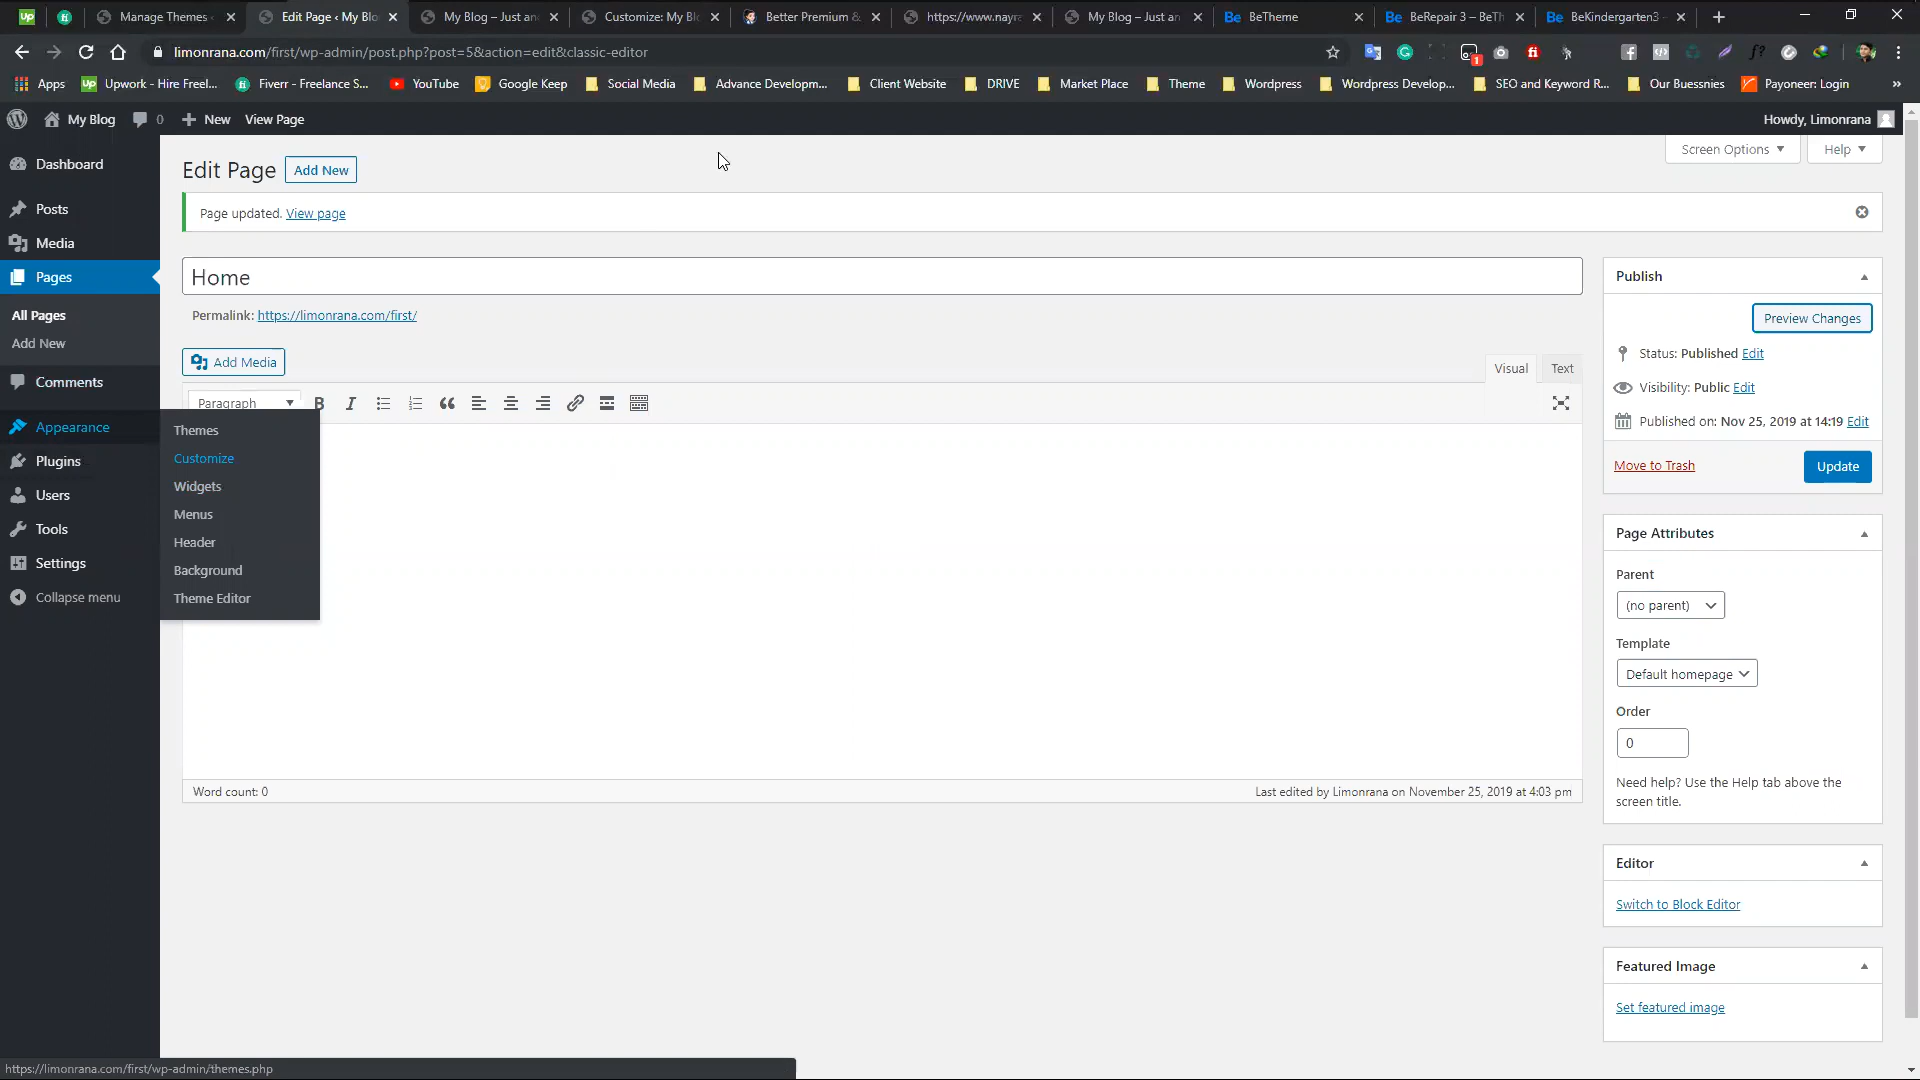 Up
Manage Themes ‹
Edit Page ‹ My Blo
My Blog – Just an
Customize: My Bl
Better Premium &
https://www.nayra
My Blog – Just an
Be BeTheme
Be BeRepair 3 – BeTh
Be BeKindergarten3 –
limonrana.com/first/wp-admin/post.php?post=5&action=edit&classic-editor
Apps
Up Upwork - Hire Freel...
Fiverr - Freelance S...
YouTube
Google Keep
Social Media
Advance Developm...
Client Website
DRIVE
Market Place
Theme
Wordpress
Wordpress Develop...
SEO and Keyword R...
Our Buessnies
Payoneer: Login
»
My Blog
0
New
View Page
Howdy, Limonrana
Dashboard
Posts
Media
Pages
All Pages
Add New
Comments
Appearance
Plugins
Users
Tools
Settings
Collapse menu
Themes
Customize
Widgets
Menus
Header
Background
Theme Editor
Screen Options
Help
Edit Page
Add New
Page updated. View page
Home
Permalink: https://limonrana.com/first/
Add Media
Visual
Text
Paragraph
B
I
Word count: 0
Last edited by Limonrana on November 25, 2019 at 4:03 pm
Publish
Preview Changes
Status: Published Edit
Visibility: Public Edit
Published on: Nov 25, 2019 at 14:19 Edit
Move to Trash
Update
Page Attributes
Parent
(no parent)
Template
Default homepage
Order
0
Need help? Use the Help tab above the
screen title.
Editor
Switch to Block Editor
Featured Image
Set featured image
https://limonrana.com/first/wp-admin/themes.php